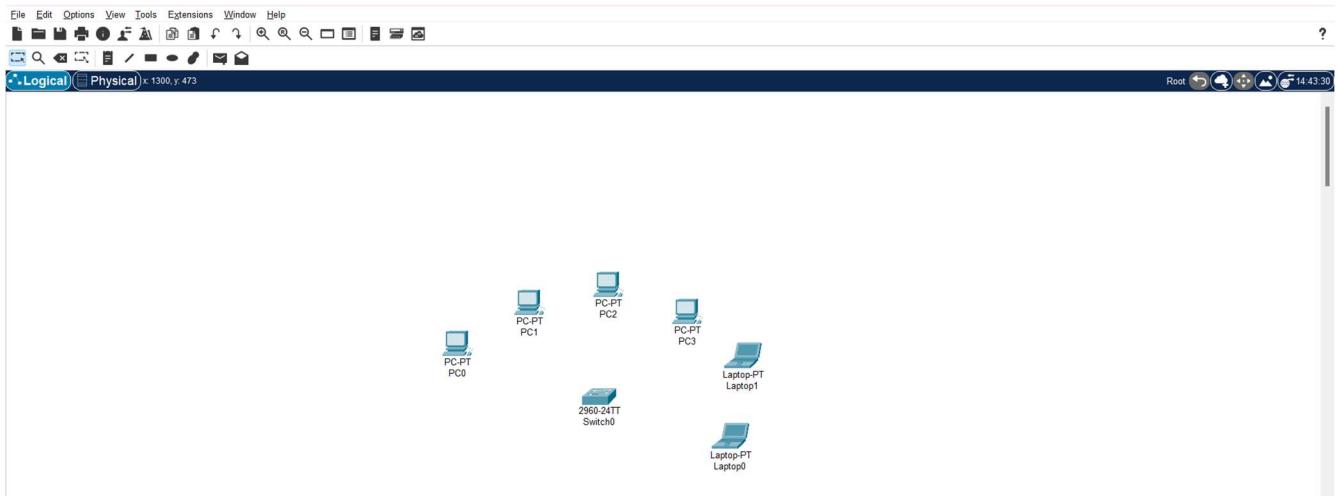 File Edit Options View Tools Extensions Window Help
?
Logical Physical x: 1300, y: 473 Root 14:43:30
PC-PT
PC2
PC-PT
PC1
PC-PT
PC3
PC-PT
PC0
Laptop-PT
Laptop1
2960-24TT
Switch0
Laptop-PT
Laptop0